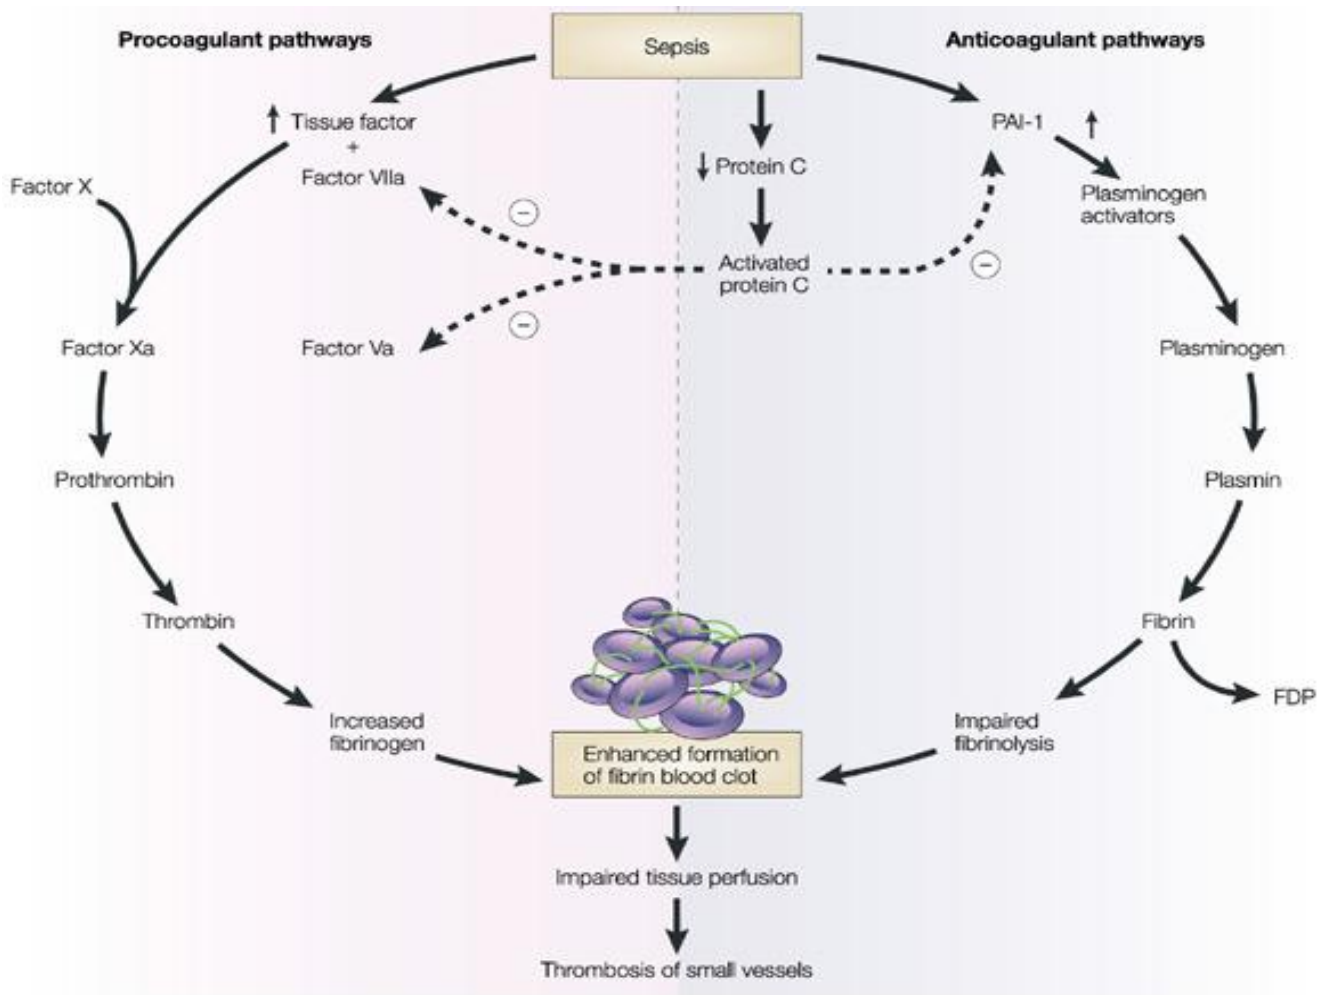 Procoagulant pathways
Sepsis
Anticoagulant pathways
↑ Tissue factor
+
Factor VIIa
Factor X
↓ Protein C
PAI-1 ↑
Plasminogen
activators
−
Activated
protein C
−
−
Factor Xa
Factor Va
Plasminogen
Prothrombin
Plasmin
Thrombin
Fibrin
FDP
Increased
fibrinogen
Impaired
fibrinolysis
Enhanced formation
of fibrin blood clot
Impaired tissue perfusion
Thrombosis of small vessels